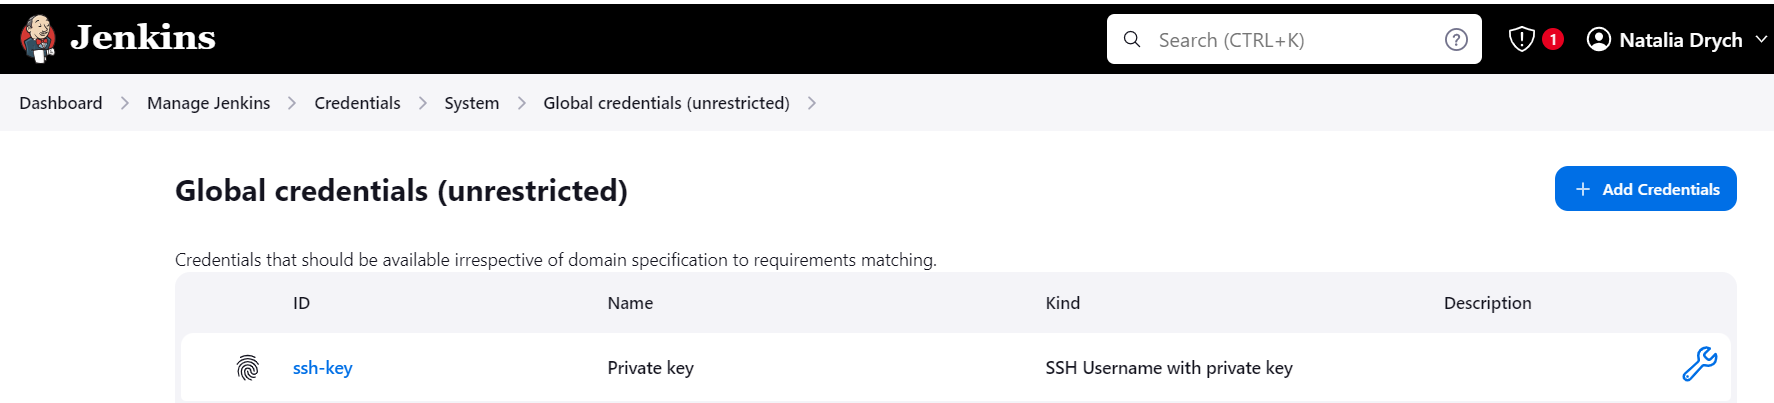 Jenkins
Search (CTRL+K)
?
1
Natalia Drych
Dashboard > Manage Jenkins > Credentials > System > Global credentials (unrestricted) >
Global credentials (unrestricted)
+ Add Credentials
Credentials that should be available irrespective of domain specification to requirements matching.
ID Name Kind Description
ssh-key Private key SSH Username with private key